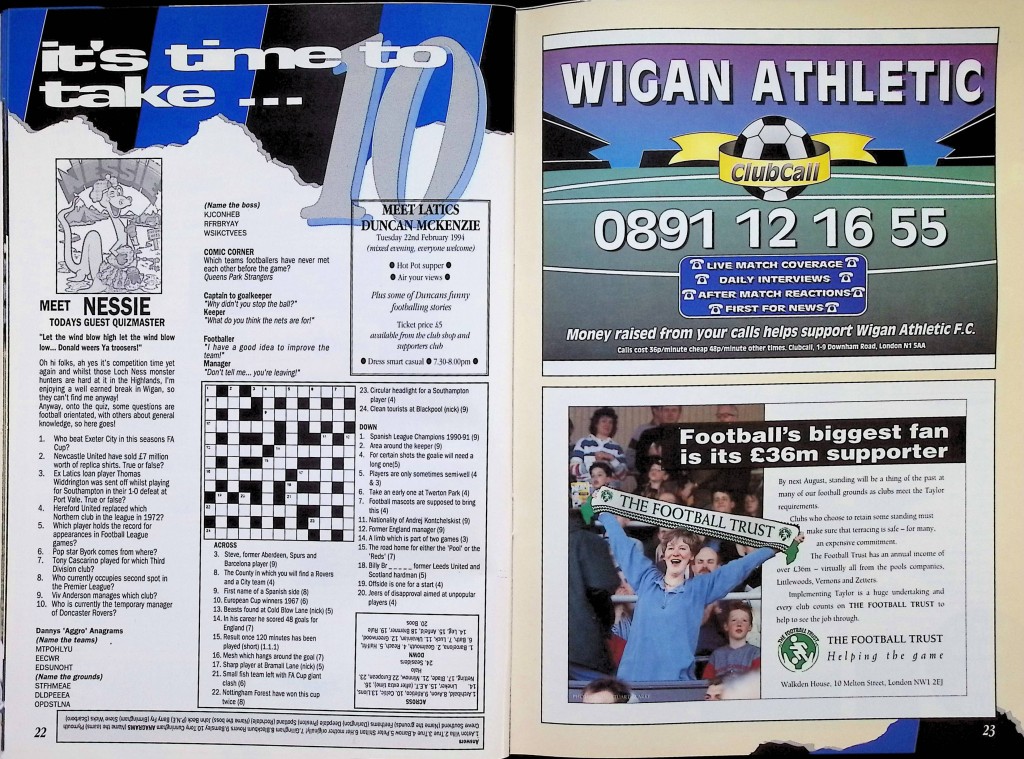 it's time to
take ...
10
NESSIE
MEET NESSIE
TODAYS GUEST QUIZMASTER
"Let the wind blow high let the wind blow
low... Donald weers Ya troosers!"
Oh hi folks, ah yes it's competition time yet
again and whilst those Loch Ness monster
hunters are hard at it in the Highlands, I'm
enjoying a well earned break in Wigan, so
they can't find me anyway!
Anyway, onto the quiz, some questions are
football orientated, with others about general
knowledge, so here goes!
1. Who beat Exeter City in this seasons FA
Cup?
2. Newcastle United have sold £7 million
worth of replica shirts. True or false?
3. Ex Latics loan player Thomas
Widdrington was sent off whilst playing
for Southampton in their 1-0 defeat at
Port Vale. True or false?
4. Hereford United replaced which
Northern club in the league in 1972?
5. Which player holds the record for
appearances in Football League
games?
6. Pop star Byork comes from where?
7. Tony Cascarino played for which Third
Division club?
8. Who currently occupies second spot in
the Premier League?
9. Viv Anderson manages which club?
10. Who is currently the temporary manager
of Doncaster Rovers?
Dannys 'Aggro' Anagrams
(Name the teams)
MTPOHLYU
EECWR
EDSUNOHT
(Name the grounds)
STFHMEAE
DLDPEEEA
OPDSTLNA
(Name the boss)
KJCONHEB
RFRBRYAY
WSIKCTVEES
COMIC CORNER
Which teams footballers have never met
each other before the game?
Queens Park Strangers
Captain to goalkeeper
"Why didn't you stop the ball?"
Keeper
"What do you think the nets are for!"
Footballer
"I have a good idea to improve the
team!"
Manager
"Don't tell me... you're leaving!"
MEET LATICS
DUNCAN MCKENZIE
Tuesday 22nd February 1994
(mixed evening, everyone welcome)
● Hot Pot supper ●
● Air your views ●
Plus some of Duncans funny
footballing stories
Ticket price £5
available from the club shop and
supporters club
● Dress smart casual ● 7.30-8.00pm ●
ACROSS
3. Steve, former Aberdeen, Spurs and
Barcelona player (9)
8. The County in which you will find a Rovers
and a City team (4)
9. First name of a Spanish side (8)
10. European Cup winners 1967 (6)
13. Beasts found at Cold Blow Lane (nick) (5)
14. In his career he scored 48 goals for
England (7)
15. Result once 120 minutes has been
played (short) (1.1.1)
16. Mesh which hangs around the goal (7)
17. Sharp player at Bramall Lane (nick) (5)
21. Small fish team left with FA Cup giant
clash (6)
22. Nottingham Forest have won this cup
twice (8)
23. Circular headlight for a Southampton
player (4)
24. Clean tourists at Blackpool (nick) (9)
DOWN
1. Spanish League Champions 1990-91 (9)
2. Area around the keeper (9)
4. For certain shots the goalie will need a
long(5)
5. Players are only sometimes semi-well (4
& 3)
6. Take an early one at Twerton Park (4)
7. Football mascots are supposed to bring
this (4)
11. Nationality of Andrej Kontchelskist (9)
12. Former England manager (9)
14. A limb which is part of two games (3)
15. The road home for either the 'Pool' or the
'Reds' (7)
18. Billy Br _ _ _ _ _ former Leeds United and
Scotland hardman (5)
19. Offside is one for a start (4)
20. Jeers of disapproval aimed at unpopular
players (4)
22
WIGAN ATHLETIC
ClubCall
0891 12 16 55
LIVE MATCH COVERAGE
DAILY INTERVIEWS
AFTER MATCH REACTIONS
FIRST FOR NEWS
Money raised from your calls helps support Wigan Athletic F.C.
Calls cost 36p/minute cheap 48p/minute other times. Clubcall, 1-9 Downham Road, London N1 5AA
Football's biggest fan
is its £36m supporter
THE FOOTBALL TRUST
By next August, standing will be a thing of the past at
many of our football grounds as clubs meet the Taylor
requirements.
Clubs who choose to retain some standing must
make sure that terracing is safe – for many,
an expensive commitment.
The Football Trust has an annual income of
over £36m – virtually all from the pools companies,
Littlewoods, Vernons and Zetters.
Implementing Taylor is a huge undertaking and
every club counts on THE FOOTBALL TRUST to
help to see the job through.
THE FOOTBALL TRUST
Helping the game
Walkden House, 10 Melton Street, London NW1 2EJ
23